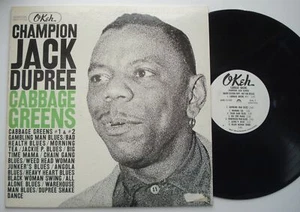 OKeh.
CHAMPION
JACK
DUPREE
CABBAGE
GREENS
CABBAGE GREENS #1 & #2
GAMBLING MAN BLUES/BAD
HEALTH BLUES/MORNING
TEA/JACKIE P. BLUES/BIG
TIME MAMA/CHAIN GANG
BLUES/WEED HEAD WOMAN
JUNKER'S BLUES/ANGOLA
BLUES/HEAVY HEART BLUES
BLACK WOMAN SWING/ALL
ALONE BLUES/WAREHOUSE
MAN BLUES/DUPREE SHAKE
DANCE
OKeh.